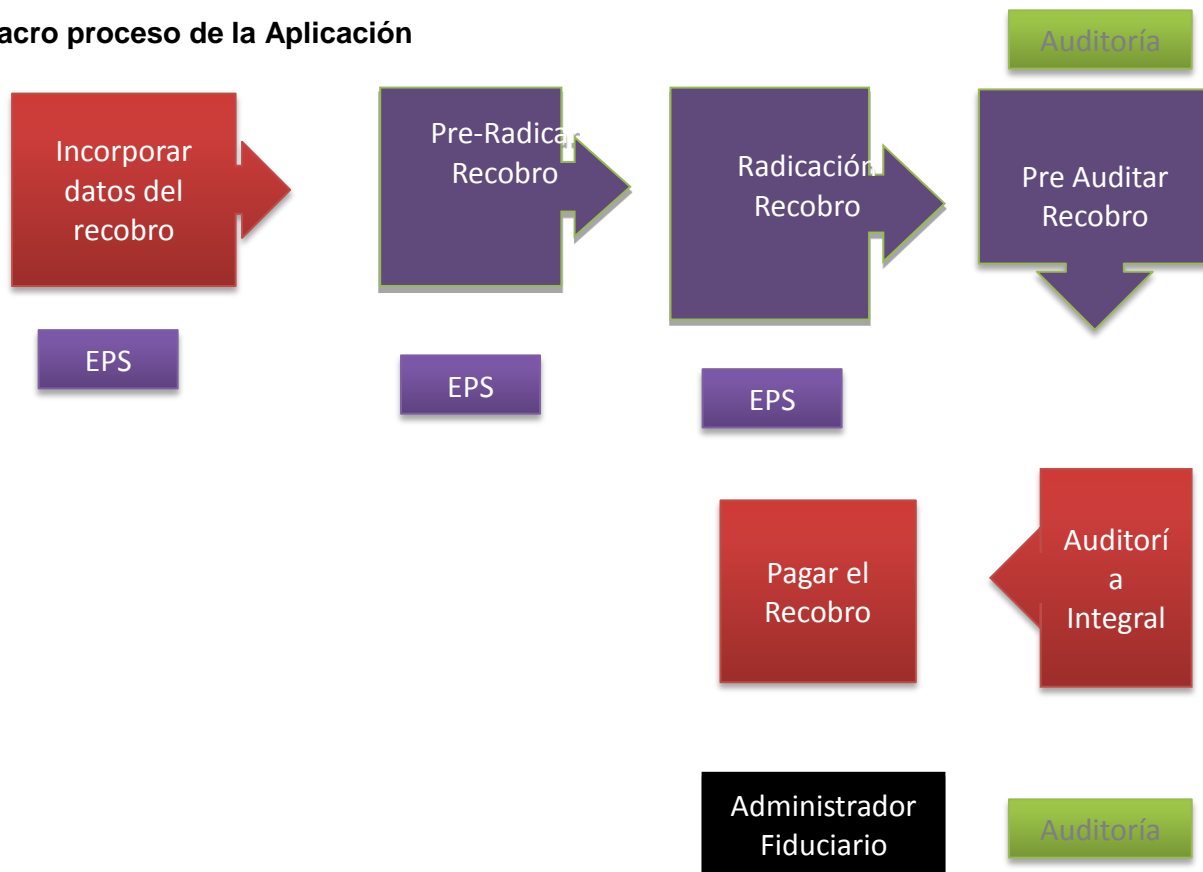 acro proceso de la Aplicación
Auditoría
Incorporar
datos del
recobro
Pre-Radicar
Recobro
Radicación
Recobro
Pre Auditar
Recobro
EPS
EPS
EPS
Pagar el
Recobro
Auditorí
a
Integral
Administrador
Fiduciario
Auditoría